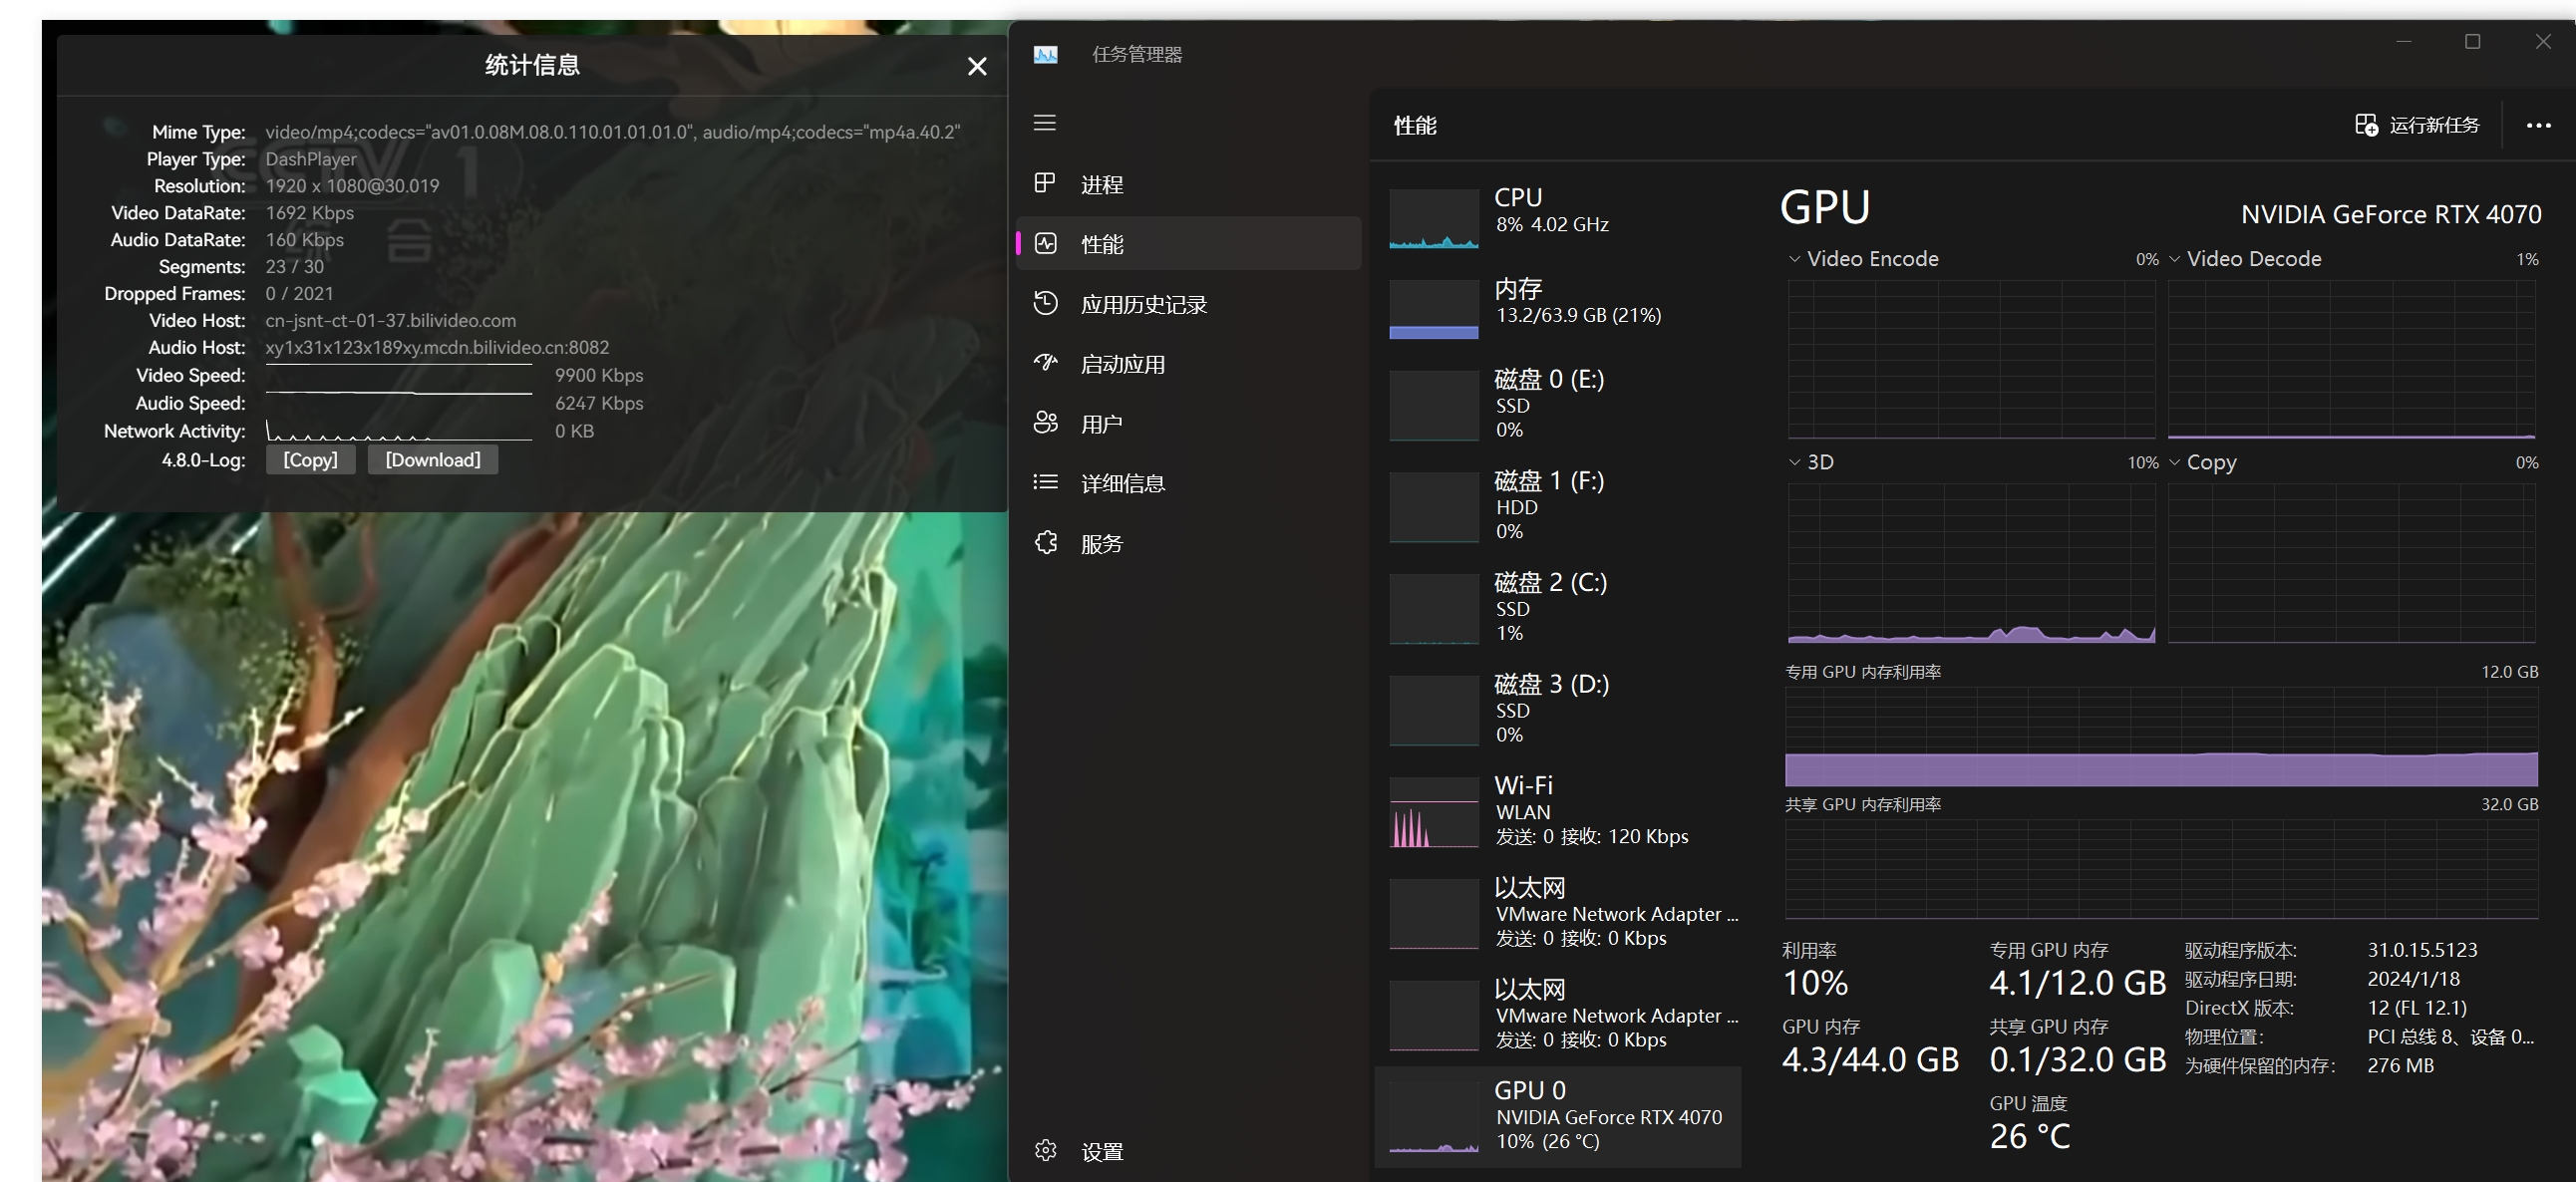 统计信息
Mime Type: video/mp4;codecs="av01.0.08M.08.0.110.01.01.01.0", audio/mp4;codecs="mp4a.40.2"
Player Type: DashPlayer
Resolution: 1920 x 1080@30.019
Video DataRate: 1692 Kbps
Audio DataRate: 160 Kbps
Segments: 23 / 30
Dropped Frames: 0 / 2021
Video Host: cn-jsnt-ct-01-37.bilivideo.com
Audio Host: xy1x31x123x189xy.mcdn.bilivideo.cn:8082
Video Speed: 9900 Kbps
Audio Speed: 6247 Kbps
Network Activity: 0 KB
4.8.0-Log: [Copy] [Download]
CCTV 1
综合
任务管理器
进程
性能
应用历史记录
启动应用
用户
详细信息
服务
设置
性能
运行新任务
CPU
8% 4.02 GHz
内存
13.2/63.9 GB (21%)
磁盘 0 (E:)
SSD
0%
磁盘 1 (F:)
HDD
0%
磁盘 2 (C:)
SSD
1%
磁盘 3 (D:)
SSD
0%
Wi-Fi
WLAN
发送: 0 接收: 120 Kbps
以太网
VMware Network Adapter ...
发送: 0 接收: 0 Kbps
以太网
VMware Network Adapter ...
发送: 0 接收: 0 Kbps
GPU 0
NVIDIA GeForce RTX 4070
10% (26 °C)
GPU
NVIDIA GeForce RTX 4070
Video Encode 0%
Video Decode 1%
3D 10%
Copy 0%
专用 GPU 内存利用率 12.0 GB
共享 GPU 内存利用率 32.0 GB
利用率
10%
GPU 内存
4.3/44.0 GB
专用 GPU 内存
4.1/12.0 GB
共享 GPU 内存
0.1/32.0 GB
GPU 温度
26 °C
驱动程序版本: 31.0.15.5123
驱动程序日期: 2024/1/18
DirectX 版本: 12 (FL 12.1)
物理位置: PCI 总线 8、设备 0...
为硬件保留的内存: 276 MB